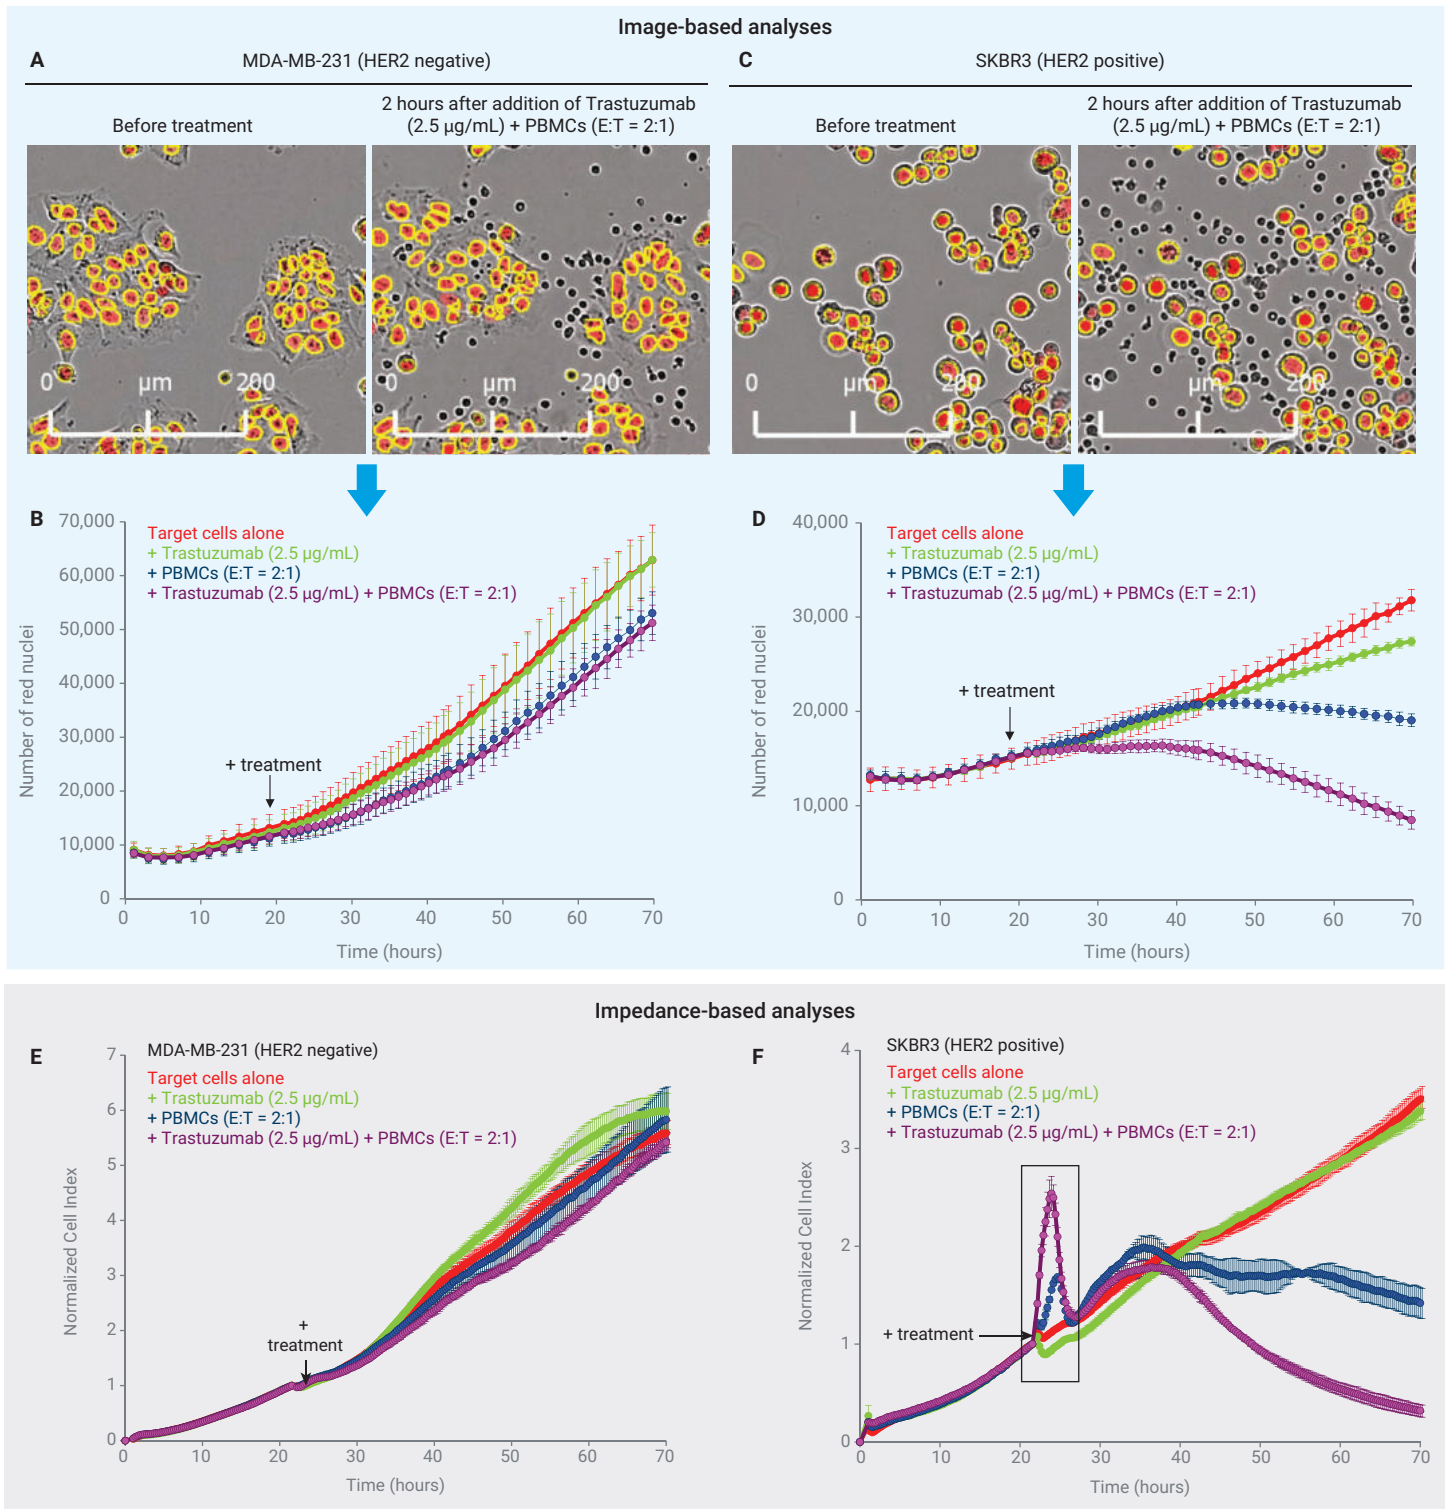 Image-based analyses
A
MDA-MB-231 (HER2 negative)
Before treatment
2 hours after addition of Trastuzumab
(2.5 µg/mL) + PBMCs (E:T = 2:1)
0 µm 200
0 µm 200
C
SKBR3 (HER2 positive)
Before treatment
2 hours after addition of Trastuzumab
(2.5 µg/mL) + PBMCs (E:T = 2:1)
0 µm 200
0 µm 200
B
Target cells alone
+ Trastuzumab (2.5 µg/mL)
+ PBMCs (E:T = 2:1)
+ Trastuzumab (2.5 µg/mL) + PBMCs (E:T = 2:1)
+ treatment
Number of red nuclei
70,000
60,000
50,000
40,000
30,000
20,000
10,000
0
0 10 20 30 40 50 60 70
Time (hours)
D
Target cells alone
+ Trastuzumab (2.5 µg/mL)
+ PBMCs (E:T = 2:1)
+ Trastuzumab (2.5 µg/mL) + PBMCs (E:T = 2:1)
+ treatment
Number of red nuclei
40,000
30,000
20,000
10,000
0
0 10 20 30 40 50 60 70
Time (hours)
Impedance-based analyses
E
MDA-MB-231 (HER2 negative)
Target cells alone
+ Trastuzumab (2.5 µg/mL)
+ PBMCs (E:T = 2:1)
+ Trastuzumab (2.5 µg/mL) + PBMCs (E:T = 2:1)
+
treatment
Normalized Cell Index
7
6
5
4
3
2
1
0
0 10 20 30 40 50 60 70
Time (hours)
F
SKBR3 (HER2 positive)
Target cells alone
+ Trastuzumab (2.5 µg/mL)
+ PBMCs (E:T = 2:1)
+ Trastuzumab (2.5 µg/mL) + PBMCs (E:T = 2:1)
+ treatment
Normalized Cell Index
4
3
2
1
0
0 10 20 30 40 50 60 70
Time (hours)